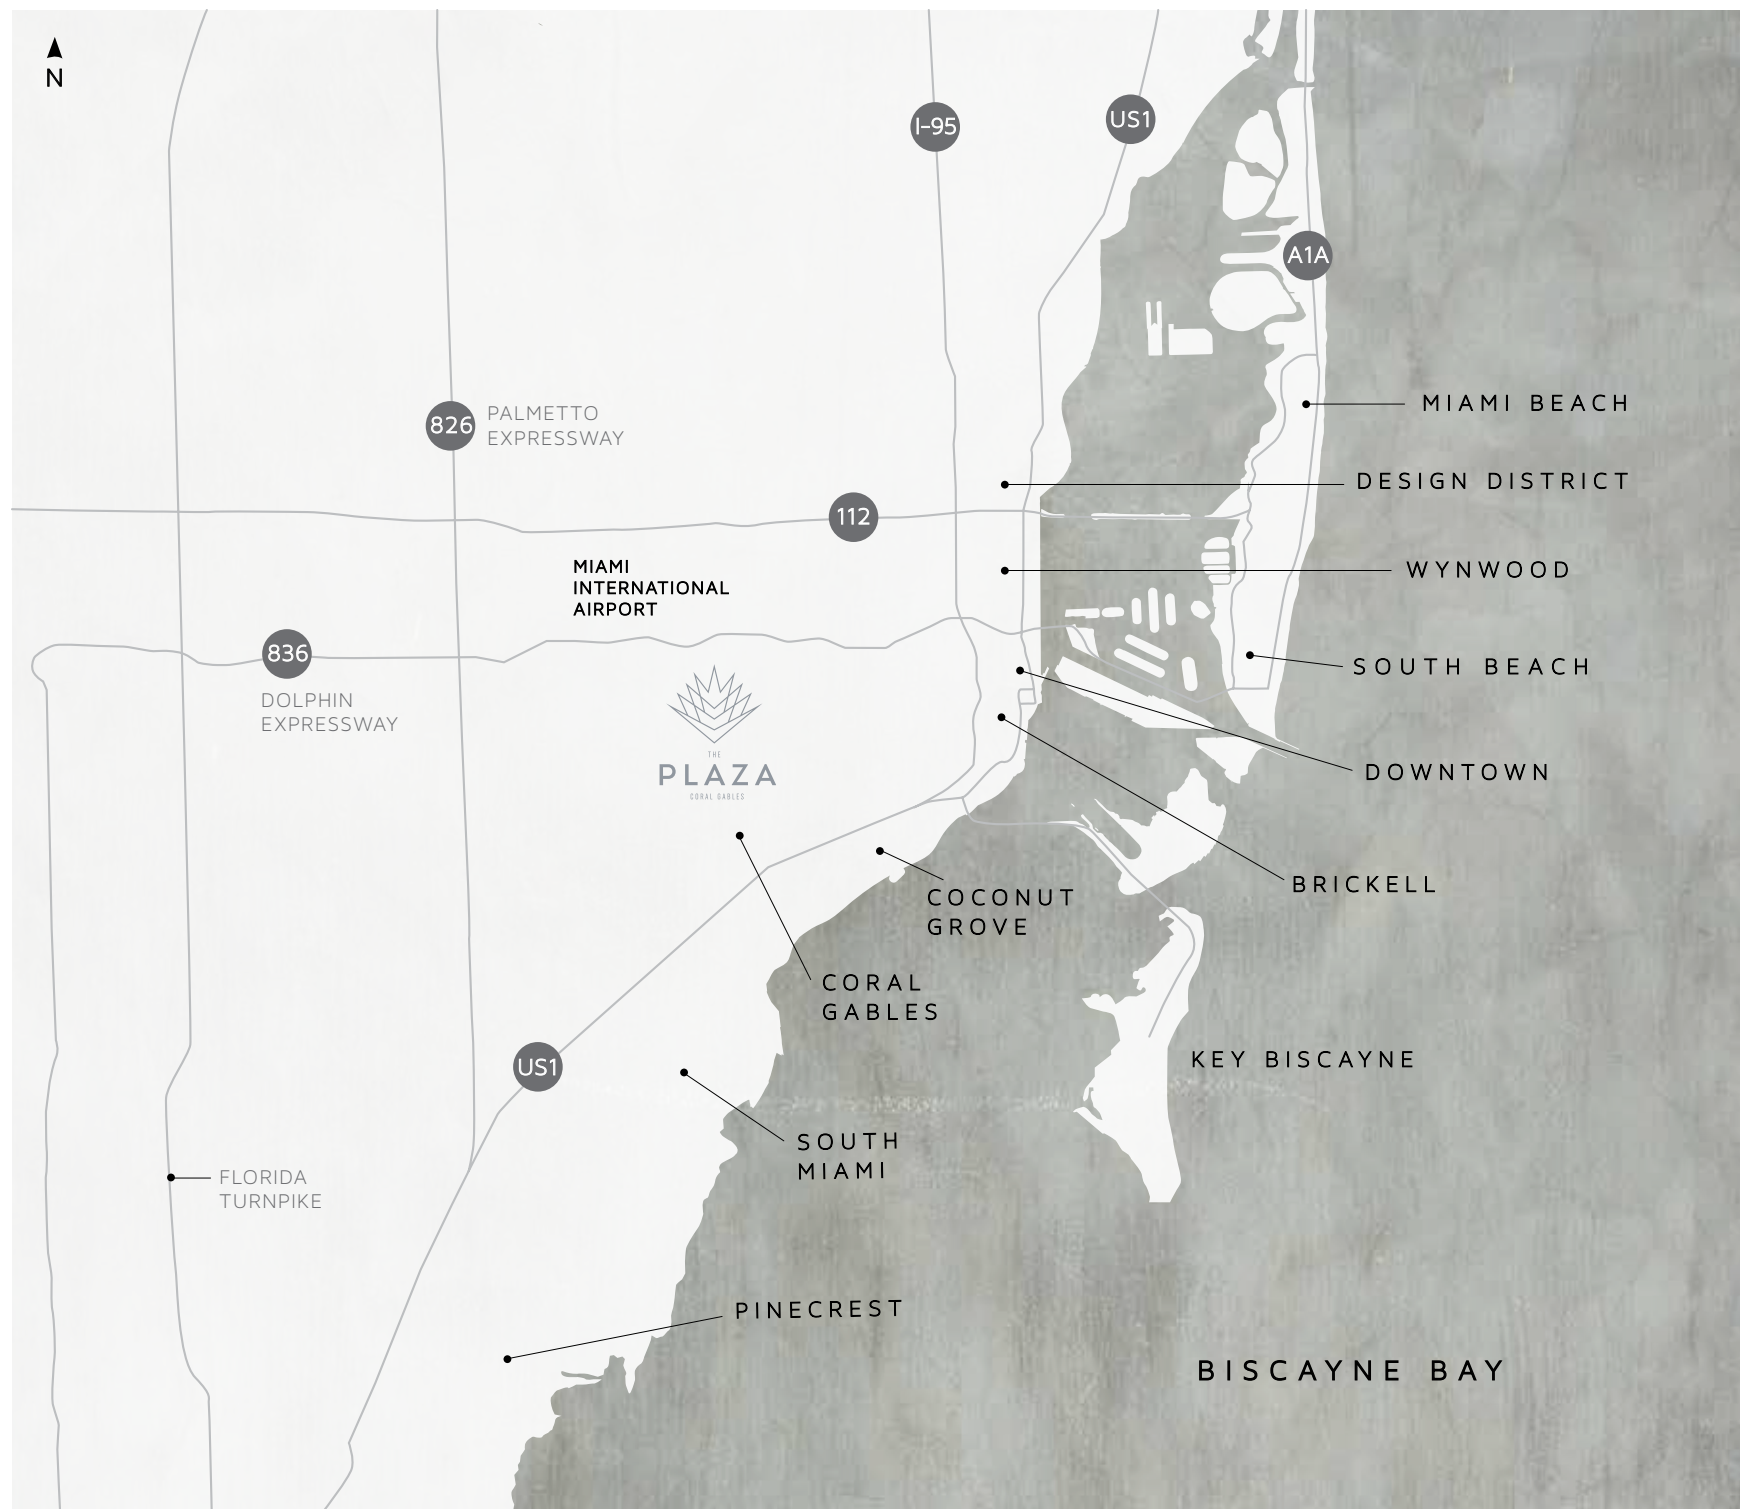 N
I-95
US1
A1A
826
PALMETTO
EXPRESSWAY
MIAMI BEACH
DESIGN DISTRICT
112
MIAMI
INTERNATIONAL
AIRPORT
WYNWOOD
836
DOLPHIN
EXPRESSWAY
SOUTH BEACH
THE
PLAZA
CORAL GABLES
DOWNTOWN
BRICKELL
COCONUT
GROVE
CORAL
GABLES
US1
KEY BISCAYNE
SOUTH
MIAMI
FLORIDA
TURNPIKE
PINECREST
BISCAYNE BAY